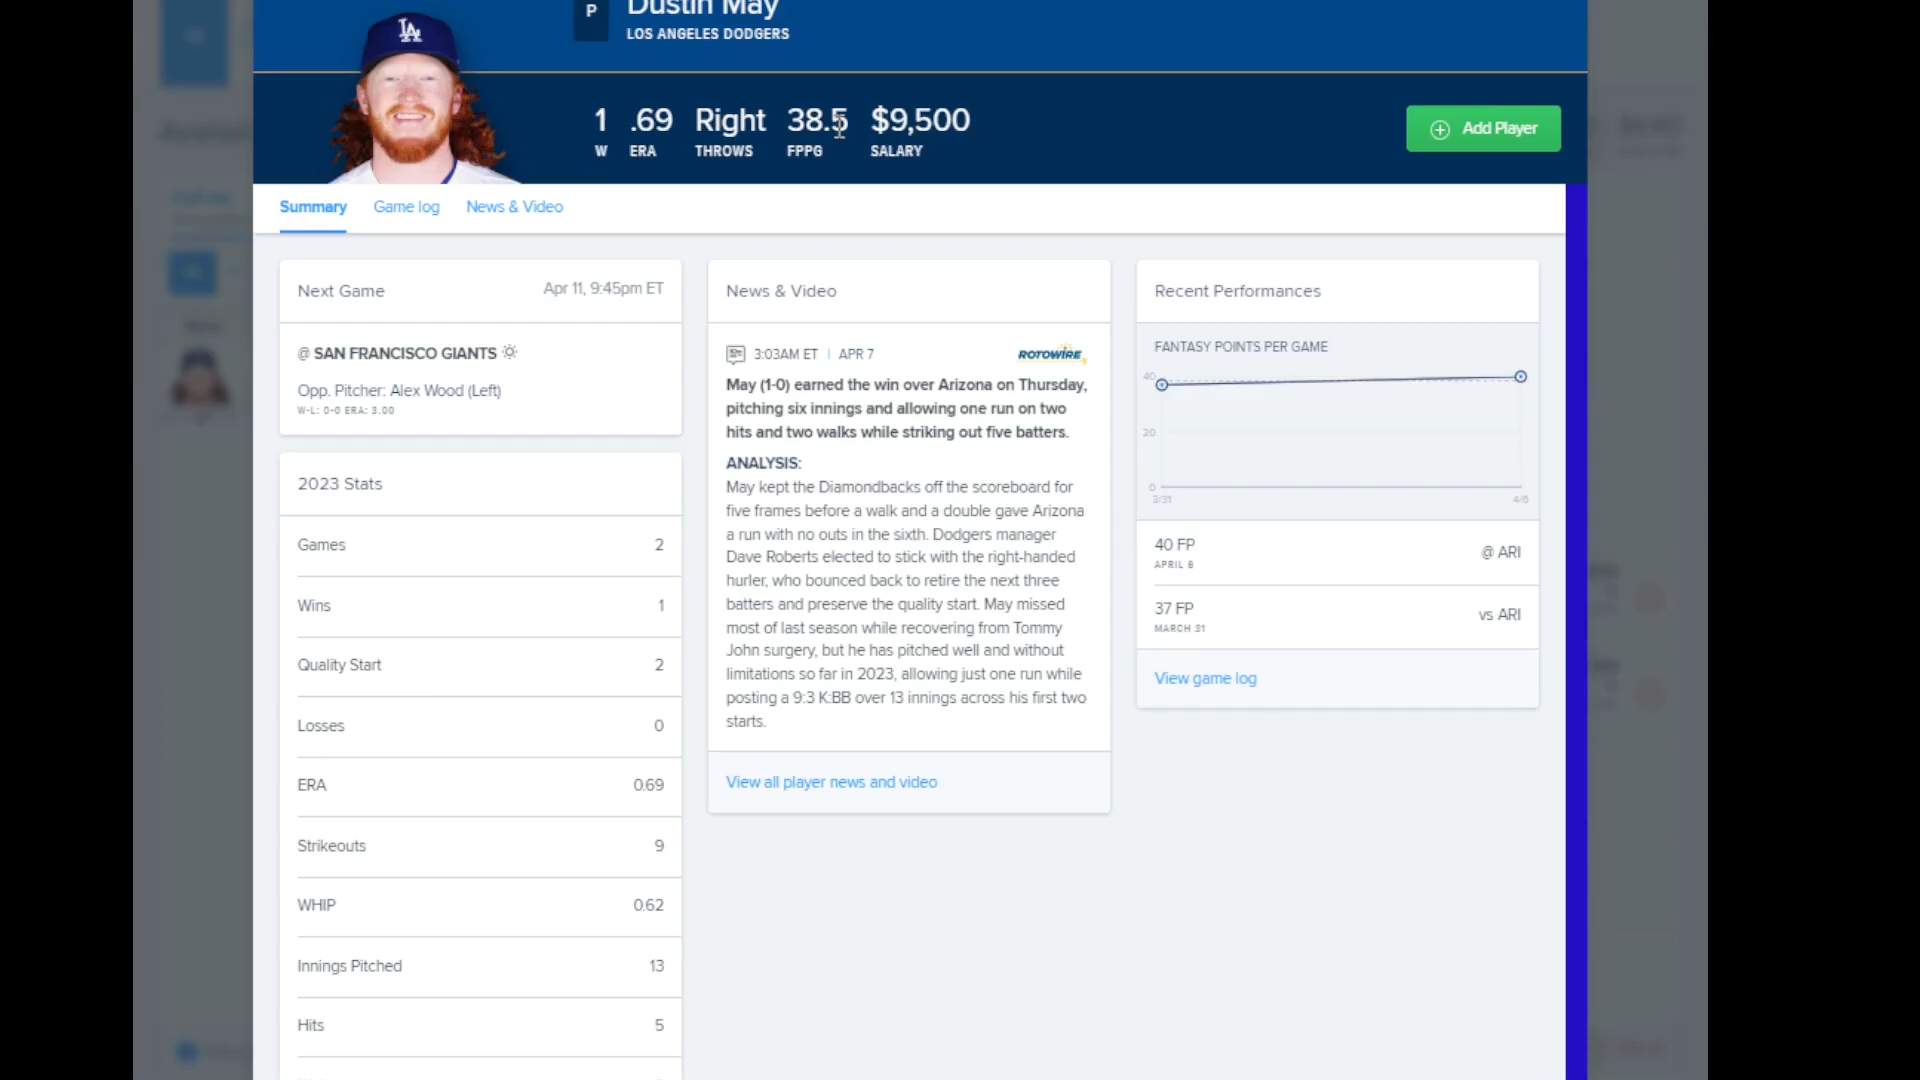 P
Dustin May
LOS ANGELES DODGERS
LA
1
W
.69
ERA
Right
THROWS
38.5
FPPG
$9,500
SALARY
Add Player
Summary
Game log
News & Video
Next Game
Apr 11, 9:45pm ET
@ SAN FRANCISCO GIANTS
Opp. Pitcher: Alex Wood (Left)
W-L: 0-0 ERA: 3.00
2023 Stats
Games 2
Wins 1
Quality Start 2
Losses 0
ERA 0.69
Strikeouts 9
WHIP 0.62
Innings Pitched 13
Hits 5
News & Video
3:03AM ET | APR 7
ROTOWIRE
May (1-0) earned the win over Arizona on Thursday,
pitching six innings and allowing one run on two
hits and two walks while striking out five batters.
ANALYSIS:
May kept the Diamondbacks off the scoreboard for
five frames before a walk and a double gave Arizona
a run with no outs in the sixth. Dodgers manager
Dave Roberts elected to stick with the right-handed
hurler, who bounced back to retire the next three
batters and preserve the quality start. May missed
most of last season while recovering from Tommy
John surgery, but he has pitched well and without
limitations so far in 2023, allowing just one run while
posting a 9:3 K:BB over 13 innings across his first two
starts.
View all player news and video
Recent Performances
FANTASY POINTS PER GAME
40
20
0
3/31
4/6
40 FP
APRIL 6
@ ARI
37 FP
MARCH 31
vs ARI
View game log